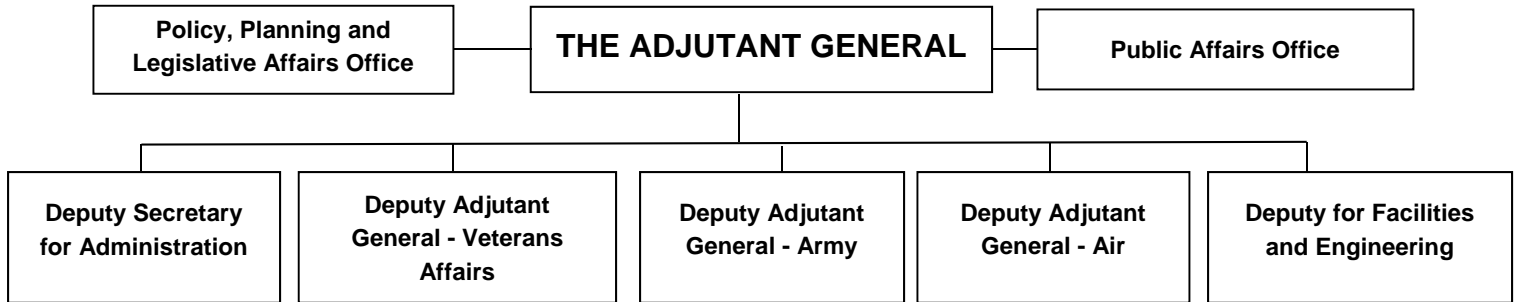 Policy, Planning and
Legislative Affairs Office
THE ADJUTANT GENERAL
Public Affairs Office
Deputy Secretary
for Administration
Deputy Adjutant
General - Veterans
Affairs
Deputy Adjutant
General - Army
Deputy Adjutant
General - Air
Deputy for Facilities
and Engineering